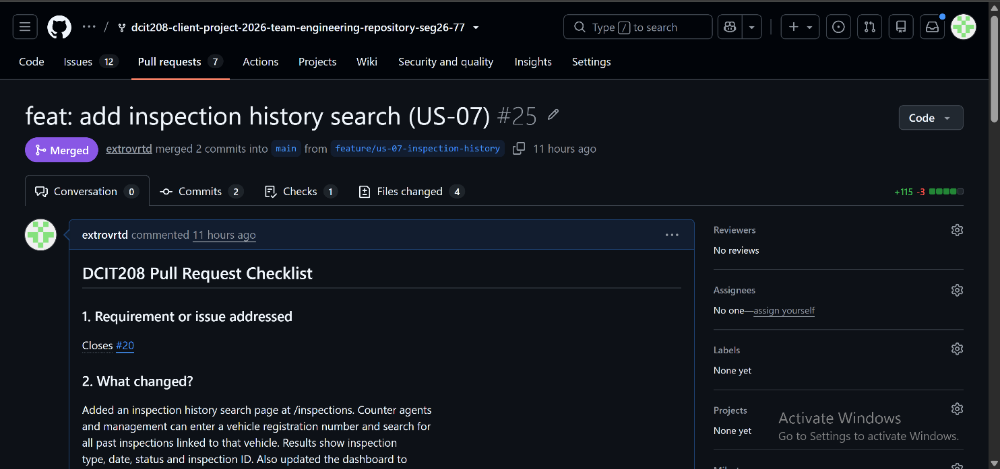 ... / dcit208-client-project-2026-team-engineering-repository-seg26-77
Type / to search
Code Issues 12 Pull requests 7 Actions Projects Wiki Security and quality Insights Settings
feat: add inspection history search (US-07) #25
Code
Merged extrovrtd merged 2 commits into main from feature/us-07-inspection-history 11 hours ago
Conversation 0 Commits 2 Checks 1 Files changed 4
+115 -3
extrovrtd commented 11 hours ago
DCIT208 Pull Request Checklist
1. Requirement or issue addressed
Closes #20
2. What changed?
Added an inspection history search page at /inspections. Counter agents
and management can enter a vehicle registration number and search for
all past inspections linked to that vehicle. Results show inspection
type, date, status and inspection ID. Also updated the dashboard to
Reviewers
No reviews
Assignees
No one—assign yourself
Labels
None yet
Projects
None yet
Activate Windows
Go to Settings to activate Windows.